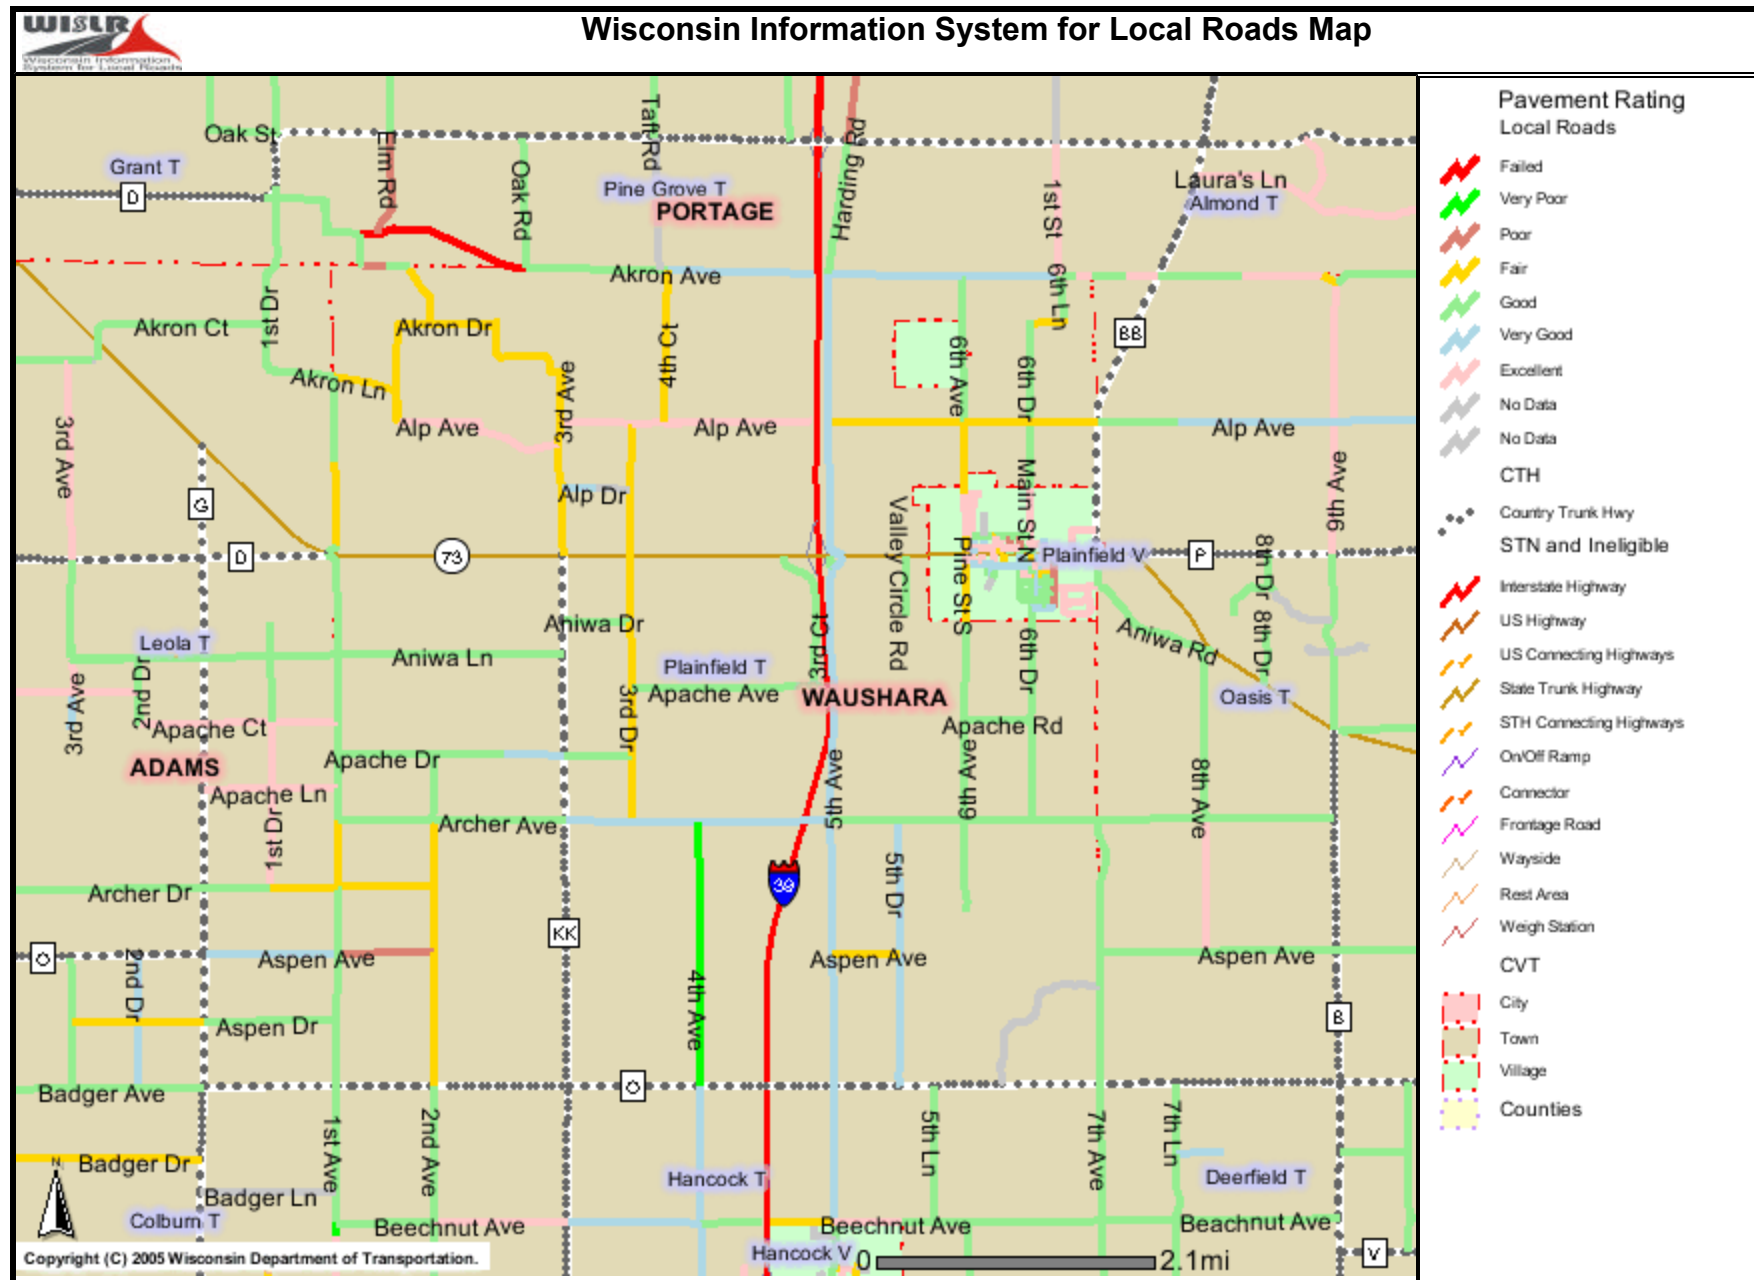 WISLR
Wisconsin Information
System for Local Roads
Wisconsin Information System for Local Roads Map
Oak St
Grant T
D
Elm Rd
Oak Rd
Taft Rd
Pine Grove T
PORTAGE
Harding Rd
1st St
Laura's Ln
Almond T
Akron Ave
6th Ln
1st Dr
Akron Ct
Akron Dr
4th Ct
BB
Akron Ln
3rd Ave
6th Ave
6th Dr
3rd Ave
Alp Ave
Alp Ave
Alp Ave
9th Ave
G
Alp Dr
Valley Circle Rd
Main St N
D
73
Pine St S
Plainfield V
P
8th Dr
8th Dr
Aniwa Dr
3rd Ct
Aniwa Rd
Leola T
Aniwa Ln
Plainfield T
6th Dr
2nd Dr
3rd Ave
3rd Dr
Apache Ave
WAUSHARA
Oasis T
Apache Ct
Apache Rd
ADAMS
Apache Dr
5th Ave
6th Ave
8th Ave
Apache Ln
1st Dr
Archer Ave
39
5th Dr
Archer Dr
KK
O
2nd Dr
Aspen Ave
Aspen Ave
Aspen Ave
4th Ave
Aspen Dr
B
O
Badger Ave
1st Ave
2nd Ave
5th Ln
7th Ave
7th Ln
N
Badger Dr
Hancock T
Deerfield T
Badger Ln
Colburn T
Beechnut Ave
Beechnut Ave
Beachnut Ave
Hancock V
V
0
2.1mi
Copyright (C) 2005 Wisconsin Department of Transportation.
Pavement Rating
Local Roads
Failed
Very Poor
Poor
Fair
Good
Very Good
Excellent
No Data
No Data
CTH
Country Trunk Hwy
STN and Ineligible
Interstate Highway
US Highway
US Connecting Highways
State Trunk Highway
STH Connecting Highways
On/Off Ramp
Connector
Frontage Road
Wayside
Rest Area
Weigh Station
CVT
City
Town
Village
Counties